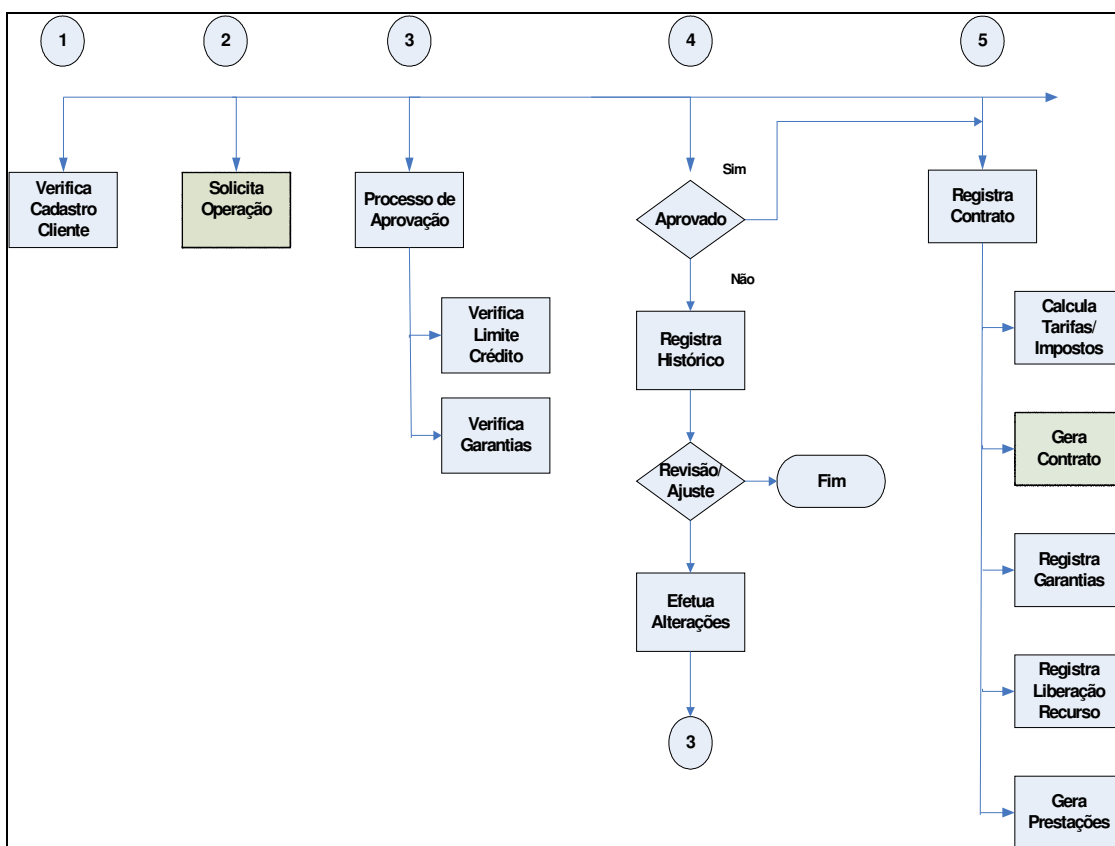 1
2
3
4
5
Verifica
Cadastro
Cliente
Solicita
Operação
Processo de
Aprovação
Verifica
Limite
Crédito
Verifica
Garantias
Sim
Aprovado
Não
Registra
Histórico
Revisão/
Ajuste
Fim
Efetua
Alterações
3
Registra
Contrato
Calcula
Tarifas/
Impostos
Gera
Contrato
Registra
Garantias
Registra
Liberação
Recurso
Gera
Prestações